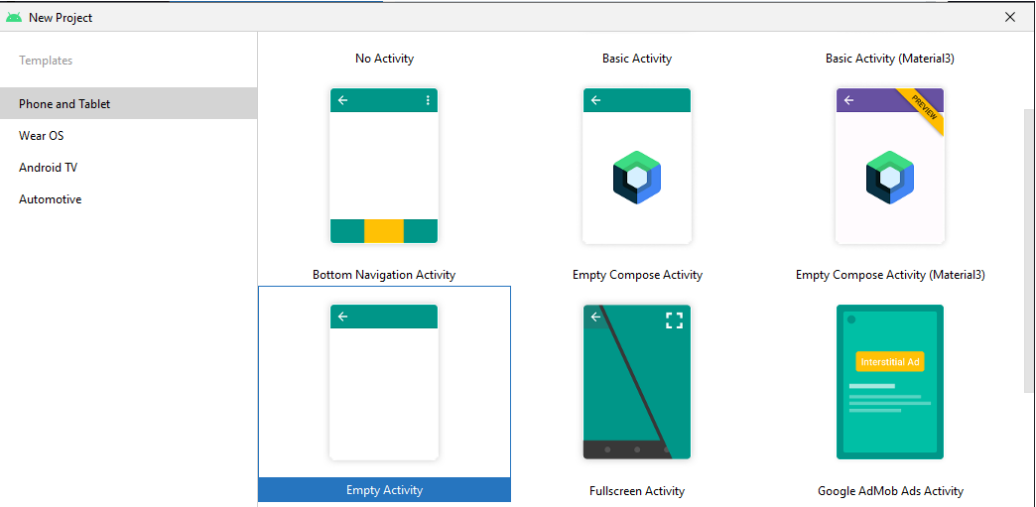 New Project
Templates
Phone and Tablet
Wear OS
Android TV
Automotive
No Activity
Basic Activity
Basic Activity (Material3)
PREVIEW
Bottom Navigation Activity
Empty Compose Activity
Empty Compose Activity (Material3)
Interstitial Ad
Empty Activity
Fullscreen Activity
Google AdMob Ads Activity